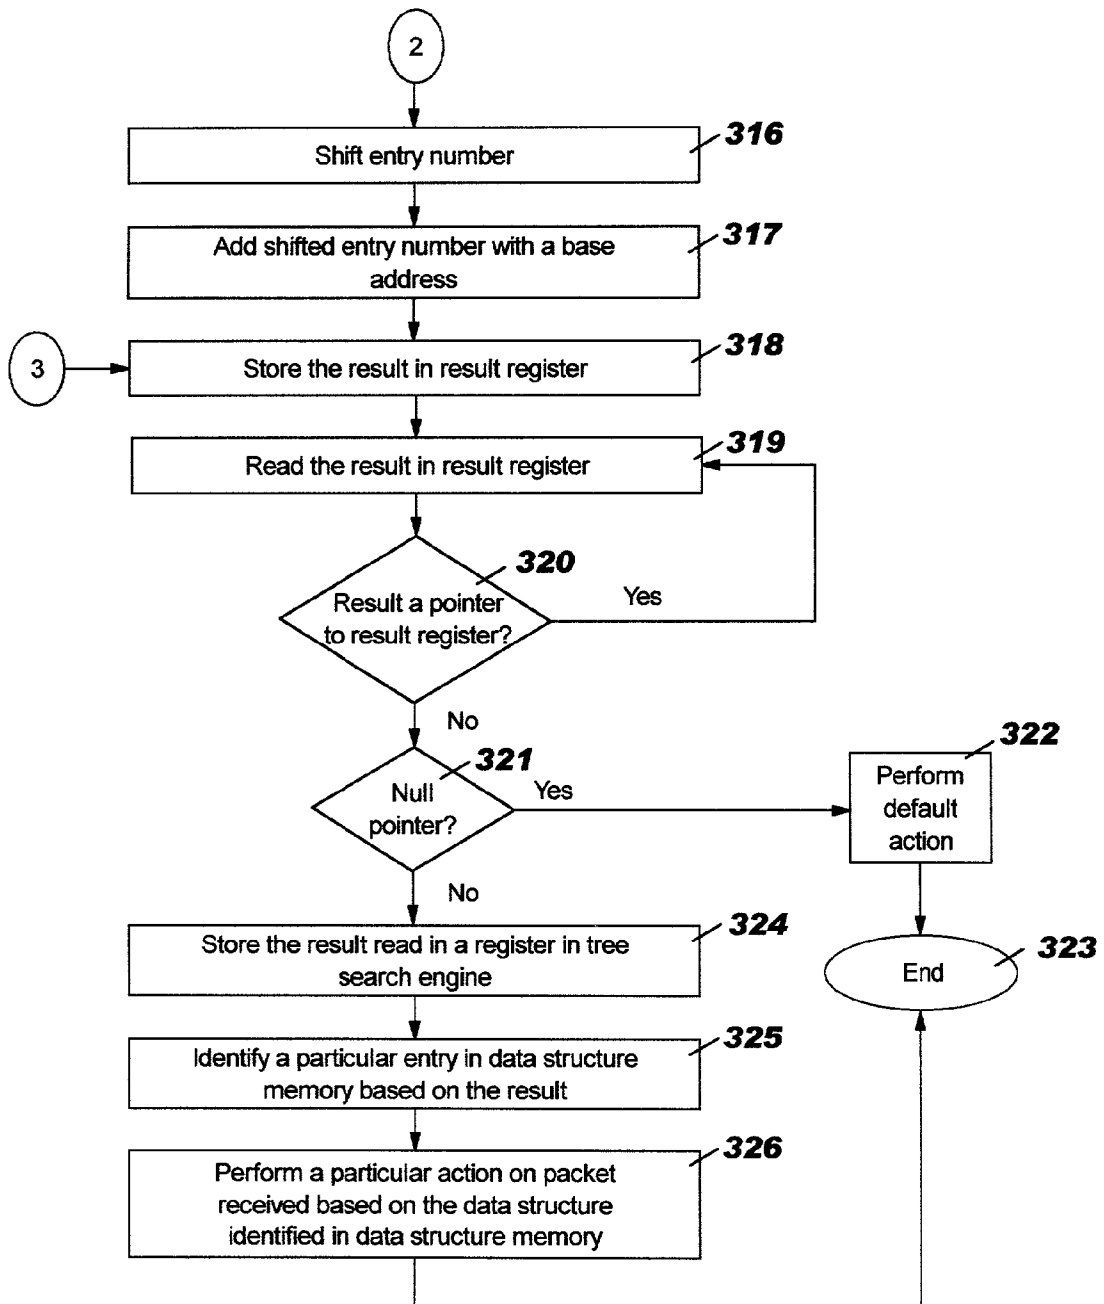 2
316
Shift entry number
317
Add shifted entry number with a base
address
318
3
Store the result in result register
319
Read the result in result register
320
Result a pointer
to result register?
Yes
No
321
Null
pointer?
Yes
322
Perform
default
action
No
324
Store the result read in a register in tree
search engine
323
End
325
Identify a particular entry in data structure
memory based on the result
326
Perform a particular action on packet
received based on the data structure
identified in data structure memory